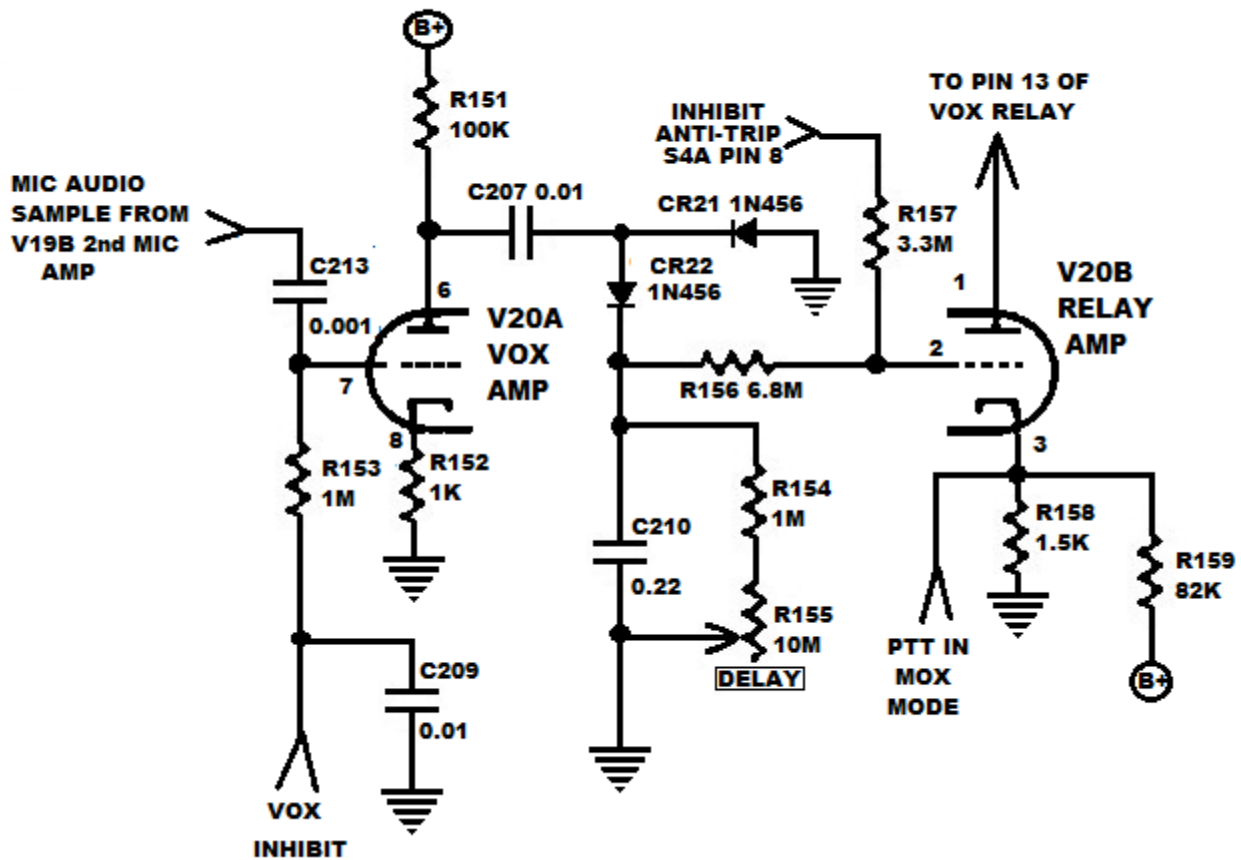 B+
R151
100K
TO PIN 13 OF
VOX RELAY
INHIBIT
ANTI-TRIP
S4A PIN 8
MIC AUDIO
SAMPLE FROM
V19B 2nd MIC
AMP
C207 0.01
CR21 1N456
R157
3.3M
C213
0.001
CR22
1N456
6
7
8
V20A
VOX
AMP
1
2
3
V20B
RELAY
AMP
R156 6.8M
R153
1M
R152
1K
R154
1M
C210
0.22
R155
10M
DELAY
R158
1.5K
R159
82K
PTT IN
MOX
MODE
B+
C209
0.01
VOX
INHIBIT